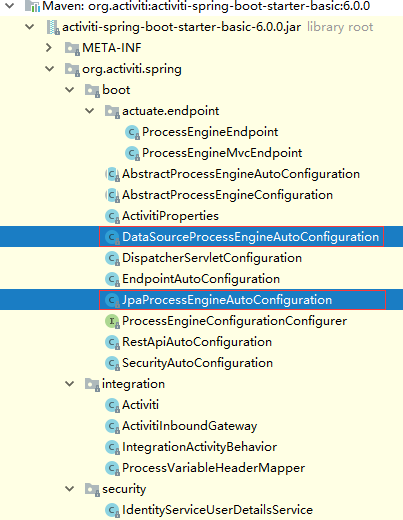 Maven: org.activiti:activiti-spring-boot-starter-basic:6.0.0
activiti-spring-boot-starter-basic-6.0.0.jar library root
META-INF
org.activiti.spring
boot
actuate.endpoint
ProcessEngineEndpoint
ProcessEngineMvcEndpoint
AbstractProcessEngineAutoConfiguration
AbstractProcessEngineConfiguration
ActivitiProperties
DataSourceProcessEngineAutoConfiguration
DispatcherServletConfiguration
EndpointAutoConfiguration
JpaProcessEngineAutoConfiguration
ProcessEngineConfigurationConfigurer
RestApiAutoConfiguration
SecurityAutoConfiguration
integration
Activiti
ActivitiInboundGateway
IntegrationActivityBehavior
ProcessVariableHeaderMapper
security
IdentityServiceUserDetailsService